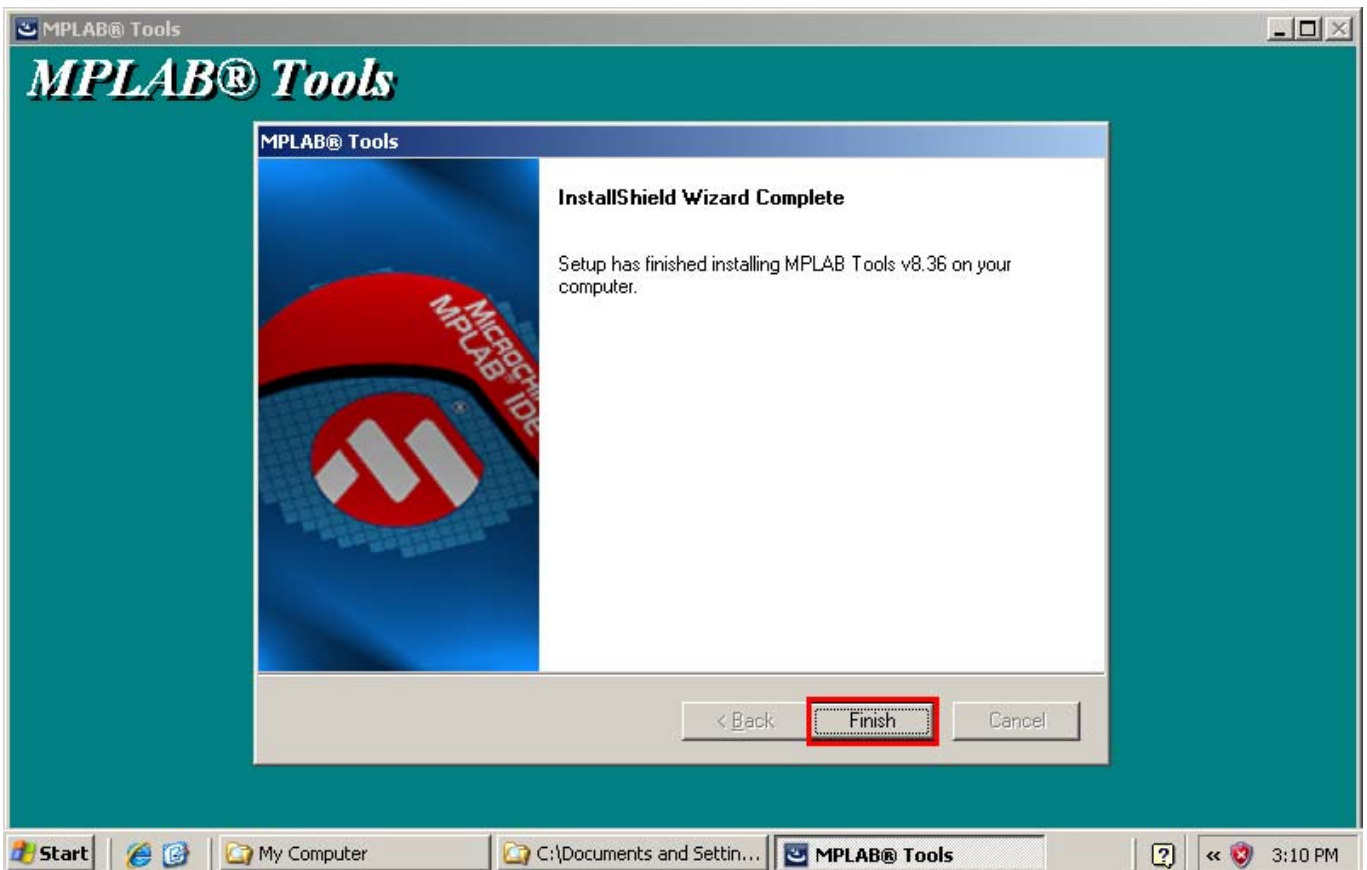 MPLAB® Tools
MPLAB® Tools
MPLAB® Tools
InstallShield Wizard Complete
Setup has finished installing MPLAB Tools v8.36 on your
computer.
MPLAB® IDE
< Back
Finish
Cancel
Start
My Computer
C:\Documents and Settin...
MPLAB® Tools
3:10 PM